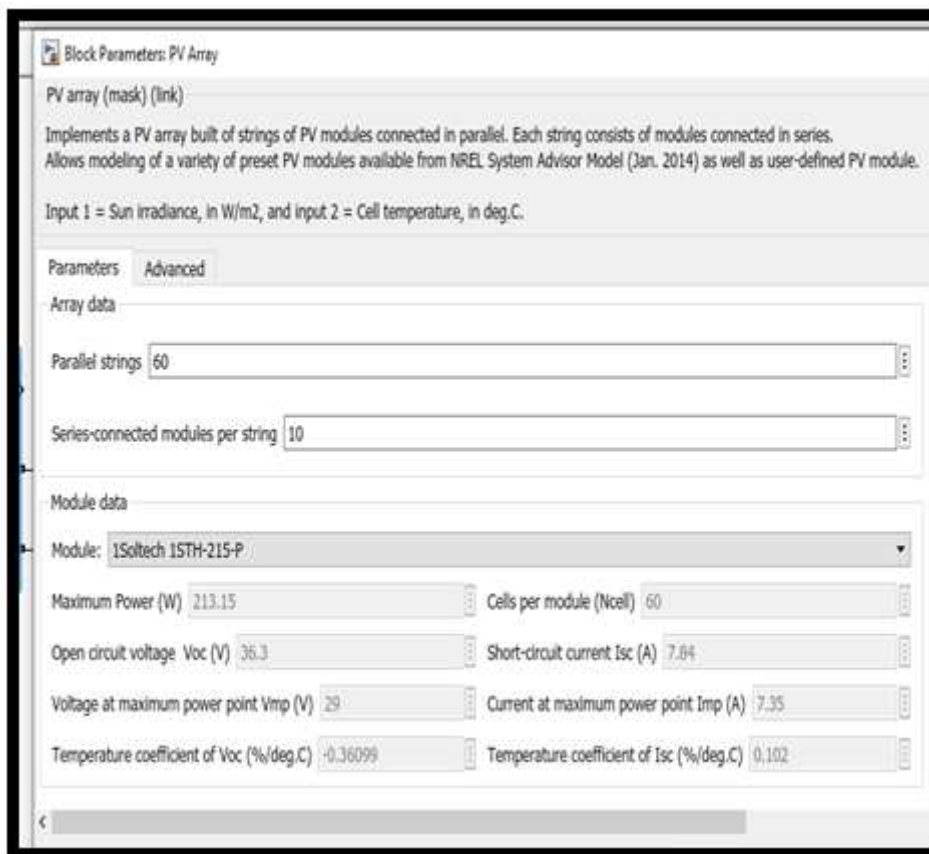 Block Parameters: PV Array
PV array (mask) (link)
Implements a PV array built of strings of PV modules connected in parallel. Each string consists of modules connected in series.
Allows modeling of a variety of preset PV modules available from NREL System Advisor Model (Jan. 2014) as well as user-defined PV module.
Input 1 = Sun irradiance, in W/m2, and input 2 = Cell temperature, in deg.C.
Parameters Advanced
Array data
Parallel strings 60
Series-connected modules per string 10
Module data
Module: 1Soltech 1STH-215-P
Maximum Power (W) 213.15 Cells per module (Ncell) 60
Open circuit voltage Voc (V) 36.3 Short-circuit current Isc (A) 7.84
Voltage at maximum power point Vmp (V) 29 Current at maximum power point Imp (A) 7.35
Temperature coefficient of Voc (%/deg.C) -0.36099 Temperature coefficient of Isc (%/deg.C) 0.102